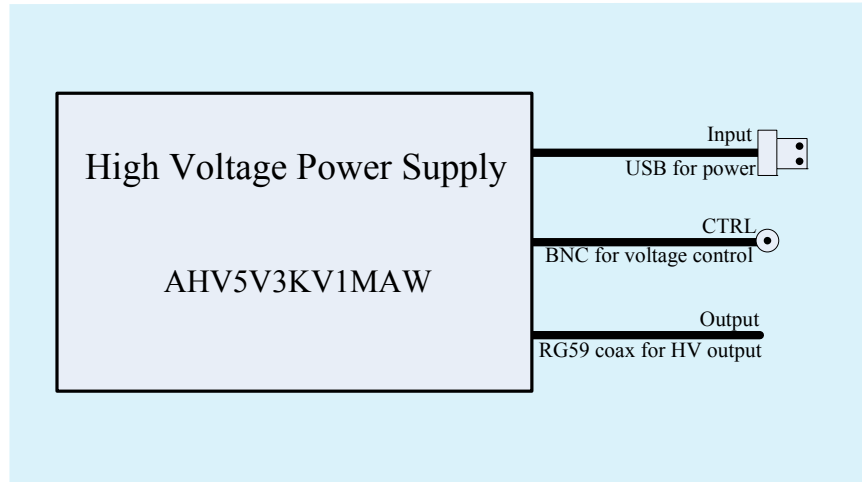 High Voltage Power Supply
AHV5V3KV1MAW
Input
USB for power
CTRL
BNC for voltage control
Output
RG59 coax for HV output